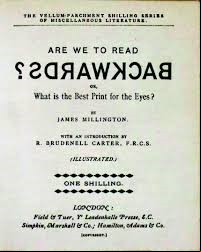 THE VELLUM-PARCHMENT SHILLING SERIES
OF MISCELLANEOUS LITERATURE.
ARE WE TO READ
BACKWARDS?
OR,
What is the Best Print for the Eyes?
BY
JAMES MILLINGTON.
WITH AN INTRODUCTION BY
R. BRUDENELL CARTER, F.R.C.S.
(ILLUSTRATED.)
ONE SHILLING.
LONDON:
Field & Tuer, Ye Leadenhalle Presse, E.C.
Simpkin, Marshall & Co.; Hamilton, Adams & Co.
[COPYRIGHT.]